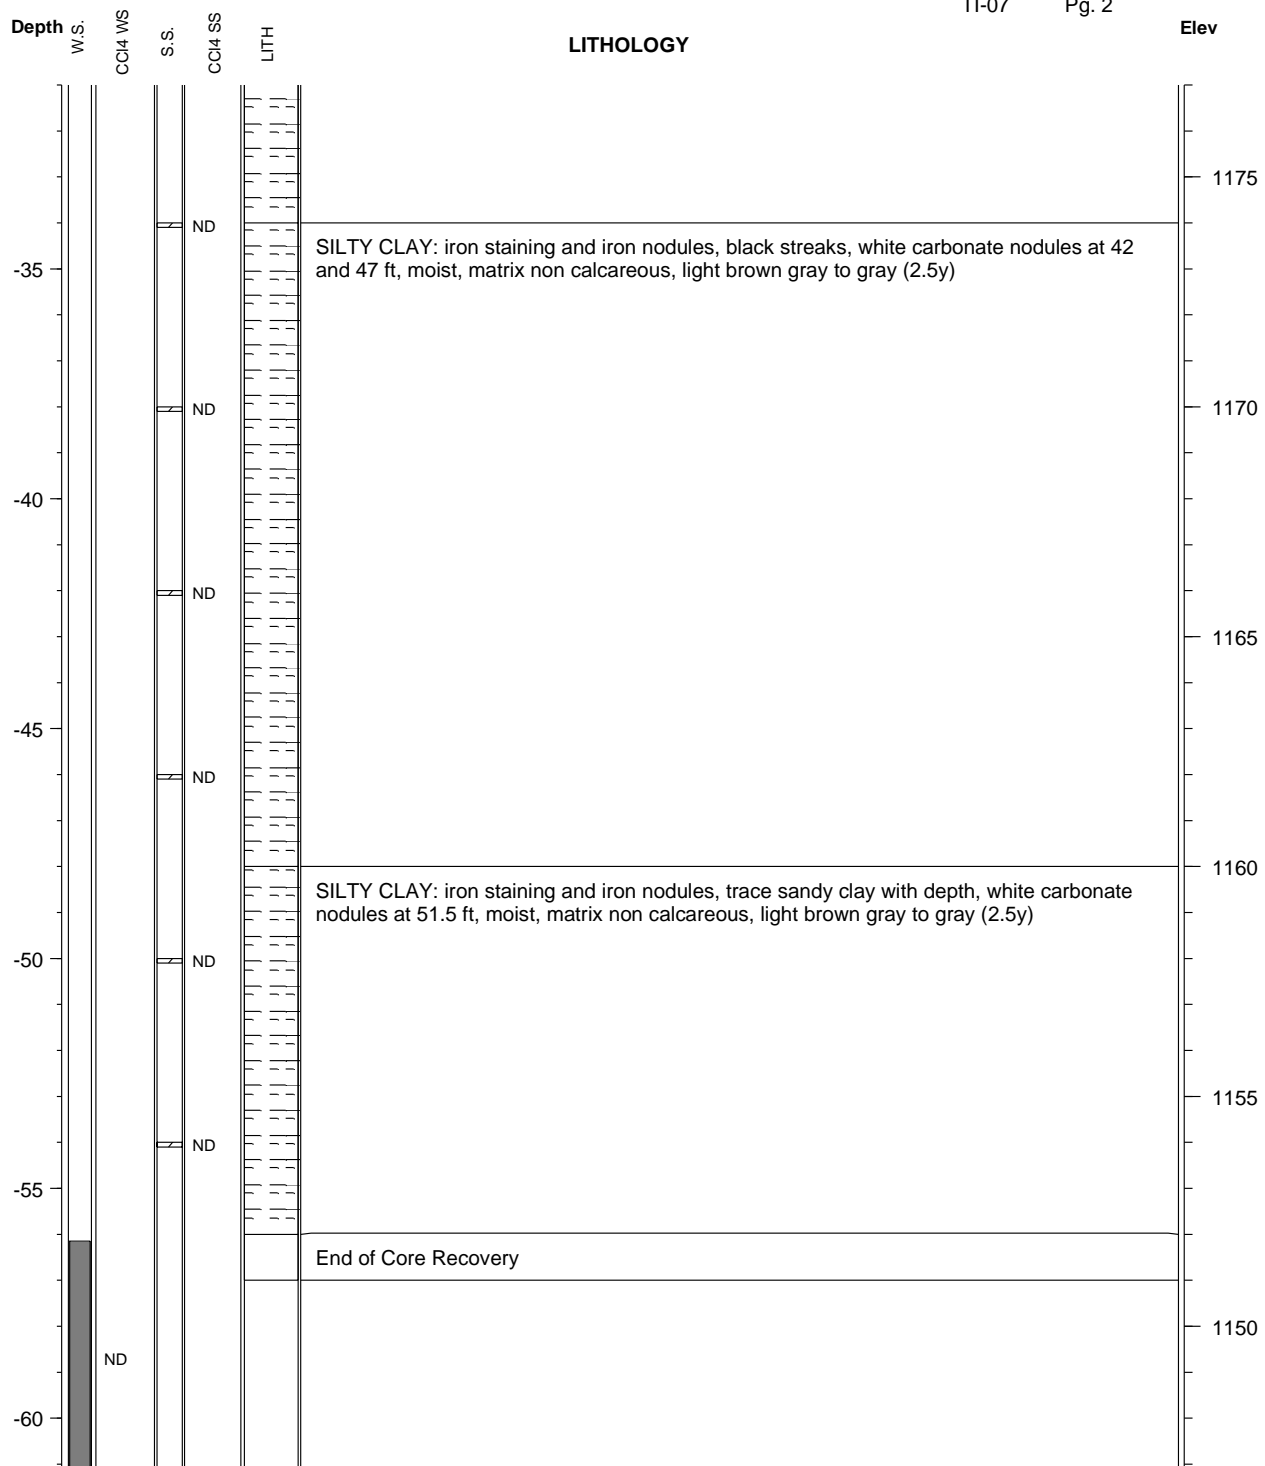 Pg. 2
Depth
W.S.
CCl4 WS
S.S.
CCl4 SS
LITH
LITHOLOGY
Elev
1175
ND
SILTY CLAY: iron staining and iron nodules, black streaks, white carbonate nodules at 42
and 47 ft, moist, matrix non calcareous, light brown gray to gray (2.5y)
-35
ND
1170
-40
ND
1165
-45
ND
1160
SILTY CLAY: iron staining and iron nodules, trace sandy clay with depth, white carbonate
nodules at 51.5 ft, moist, matrix non calcareous, light brown gray to gray (2.5y)
-50
ND
1155
ND
-55
End of Core Recovery
1150
ND
-60